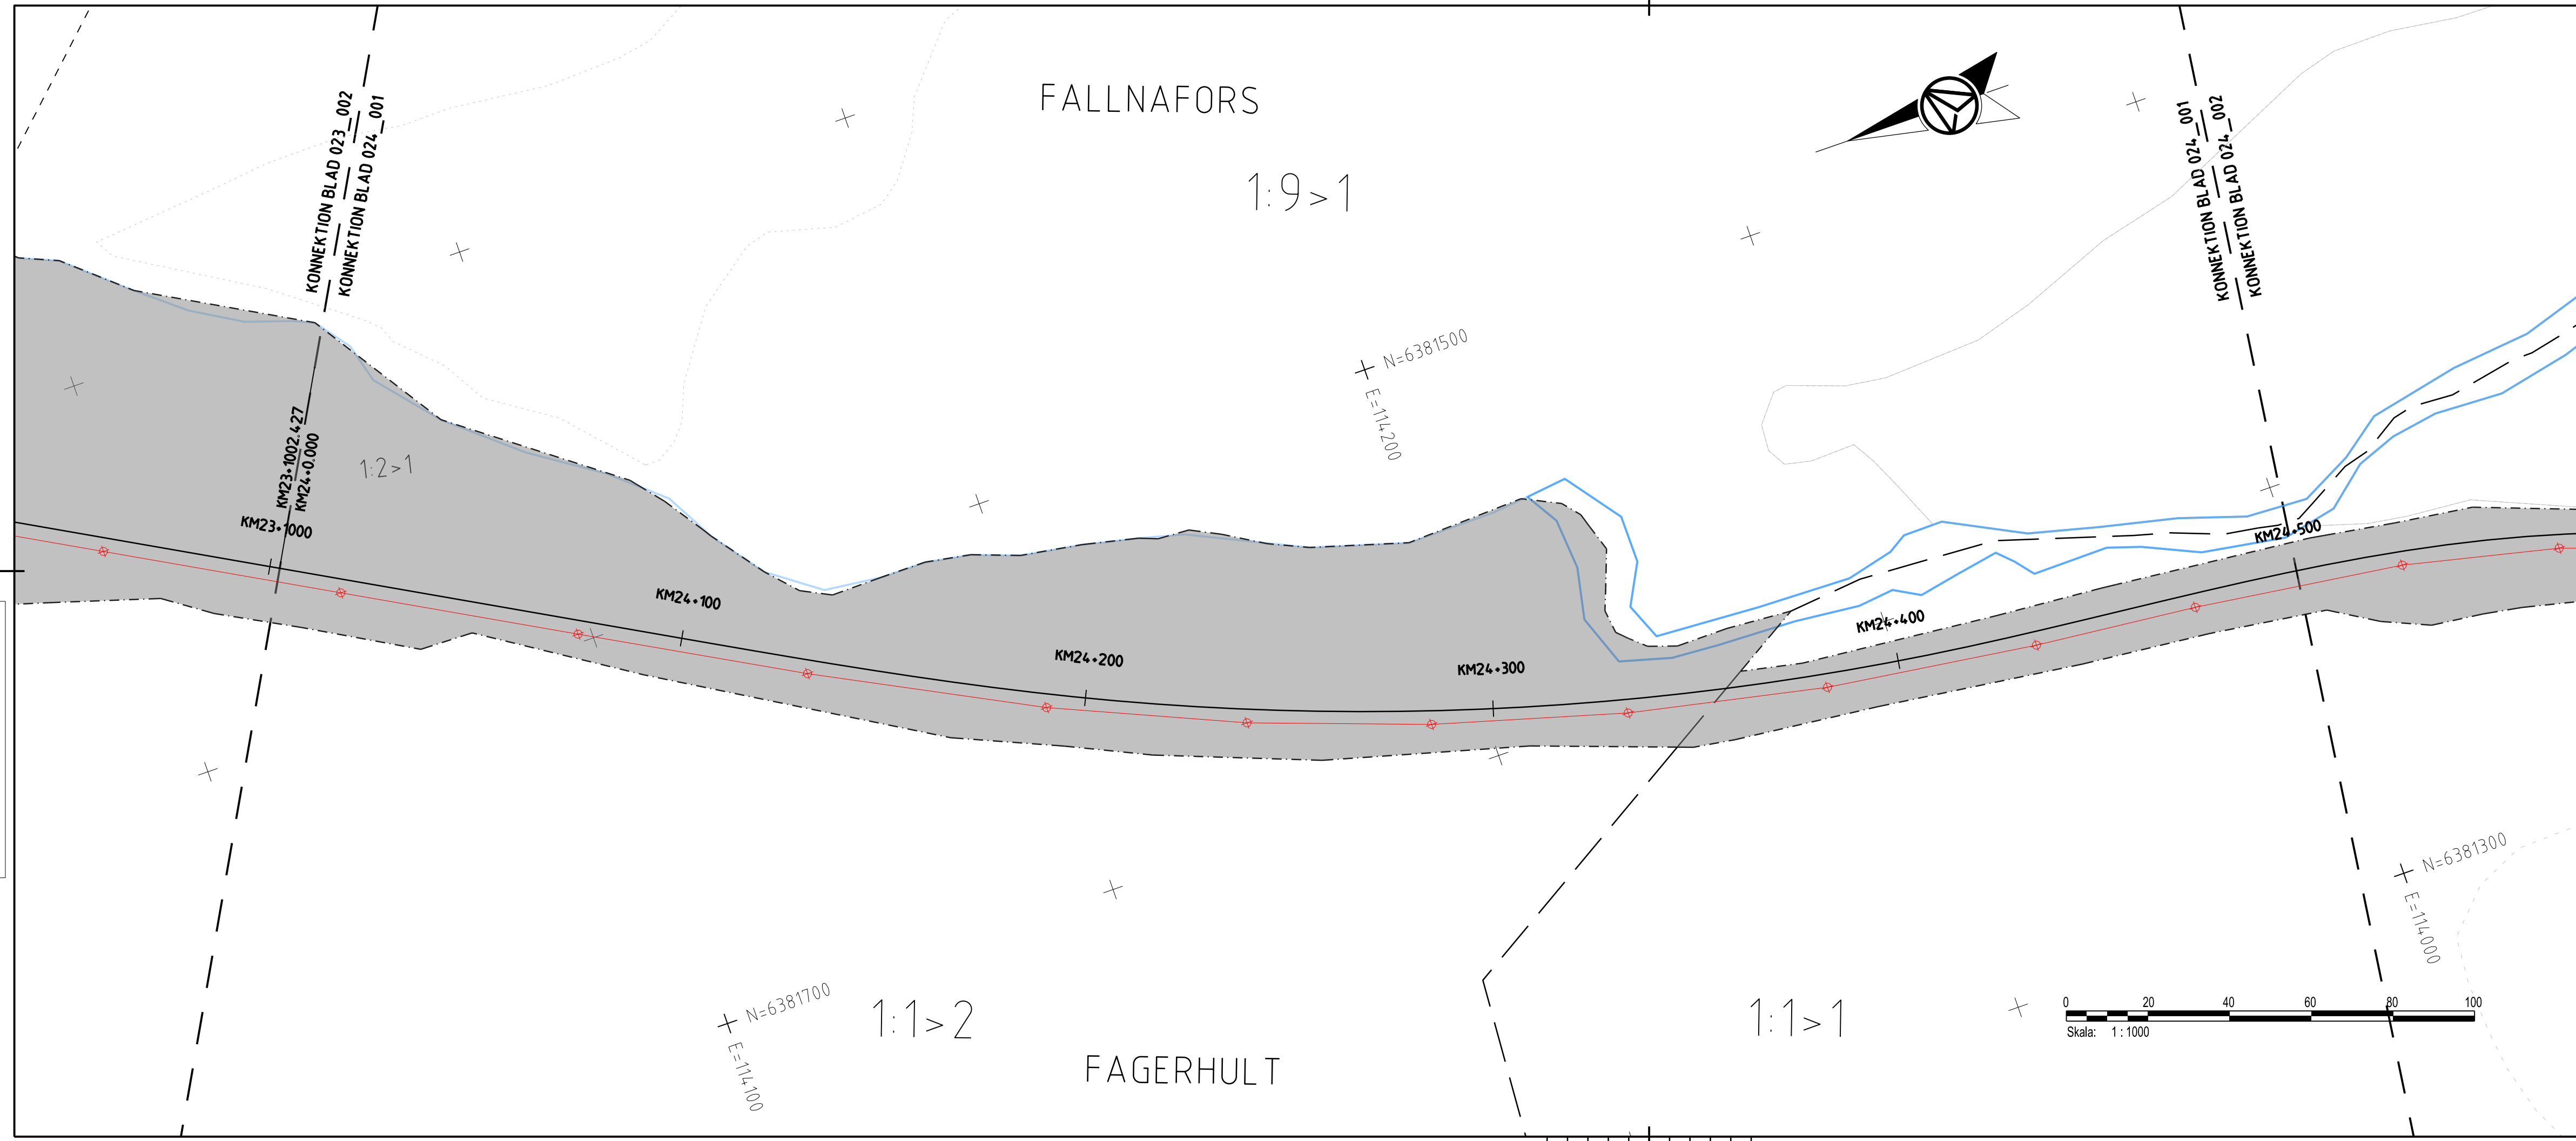 FALLNAFORS
1:9>1
KONNEKTION BLAD 023_002
KONNEKTION BLAD 024_001
KONNEKTION BLAD 024_001
KONNEKTION BLAD 024_002
N=6381500
E=114200
KM23+1002.427
KM24+0.000
1:2>1
KM23+1000
KM24+100
KM24+200
KM24+300
KM24+400
KM24+500
N=6381300
E=114000
N=6381700
E=114100
1:1>2
1:1>1
FAGERHULT
0 20 40 60 80 100
Skala: 1 : 1000